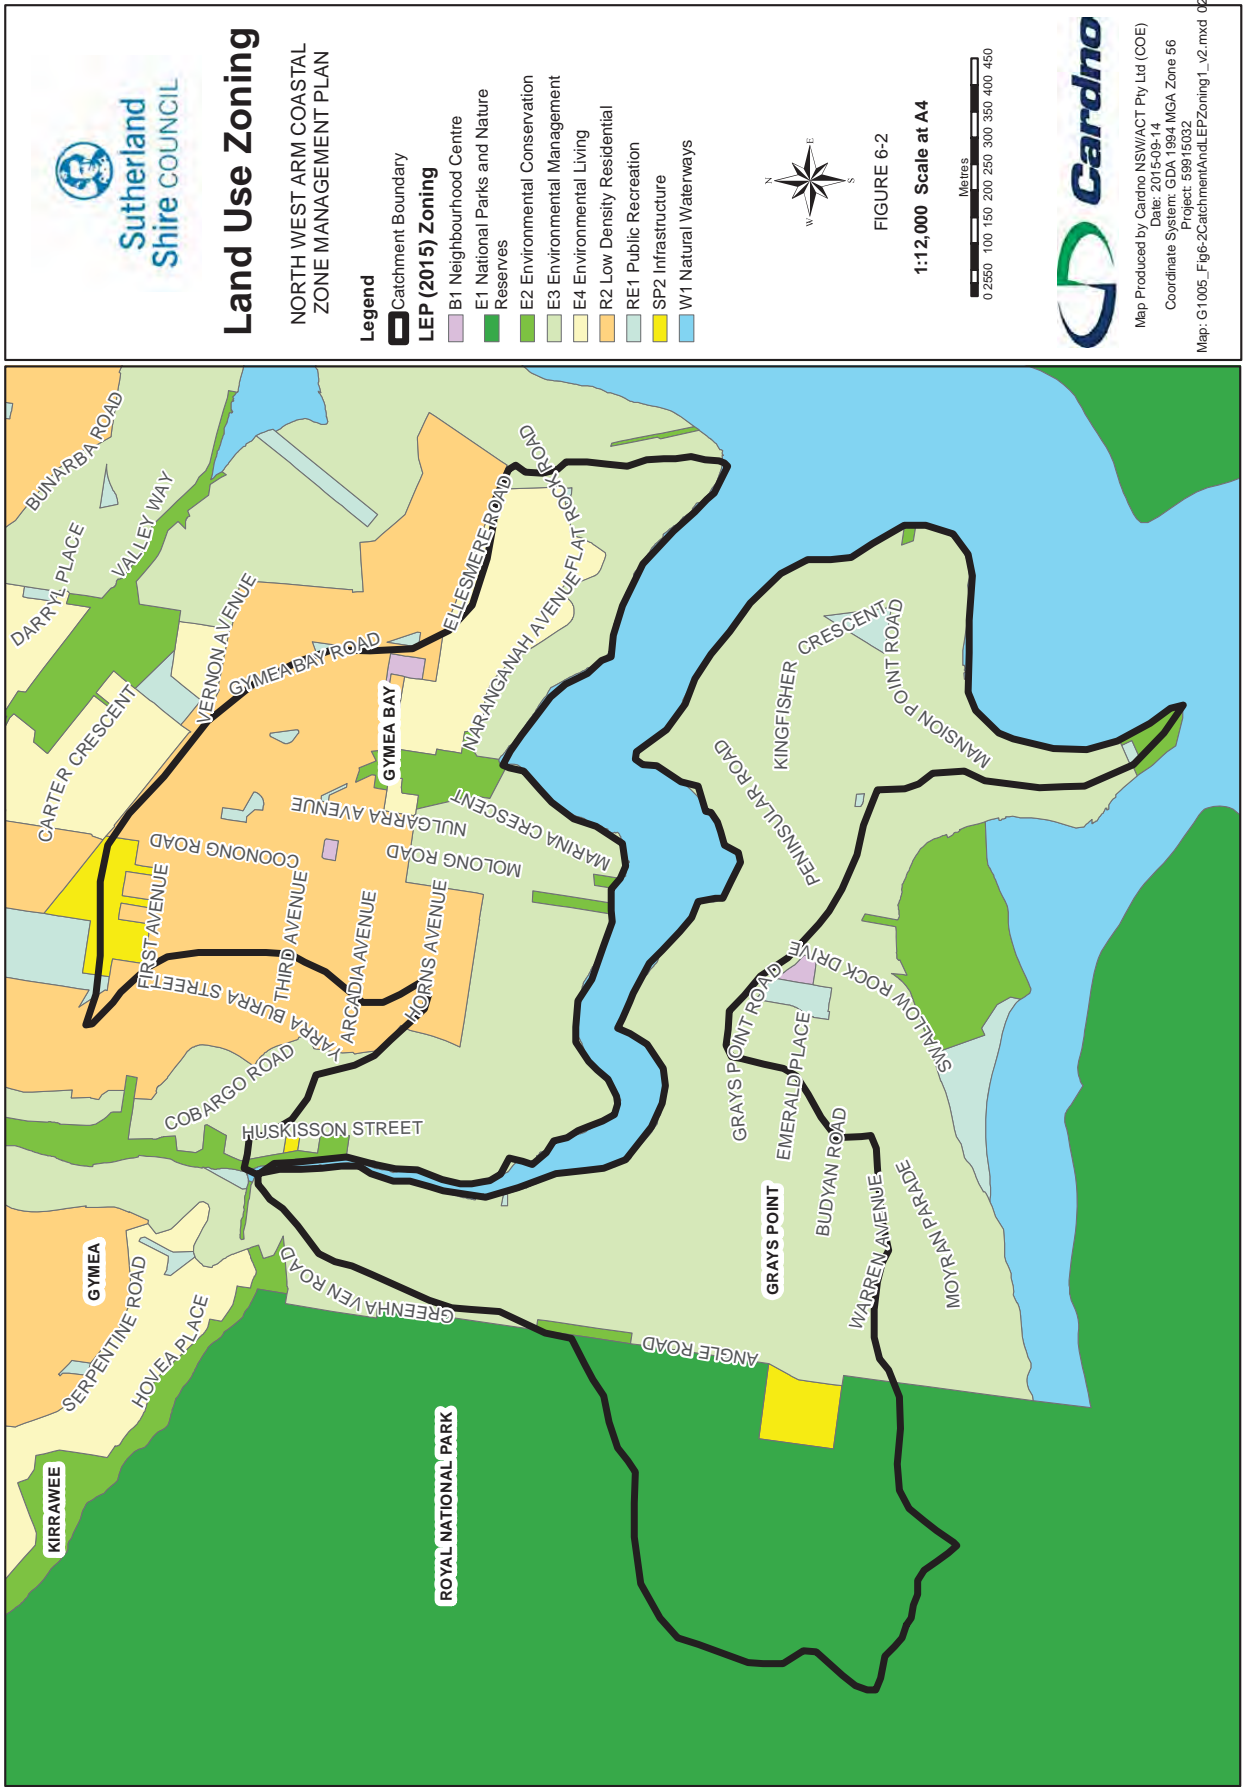 Sutherland
Shire COUNCIL
Land Use Zoning
NORTH WEST ARM COASTAL
ZONE MANAGEMENT PLAN
Legend
Catchment Boundary
LEP (2015) Zoning
B1 Neighbourhood Centre
E1 National Parks and Nature
Reserves
E2 Environmental Conservation
E3 Environmental Management
E4 Environmental Living
R2 Low Density Residential
RE1 Public Recreation
SP2 Infrastructure
W1 Natural Waterways
N
E
S
W
FIGURE 6-2
1:12,000 Scale at A4
Metres
0 2550 100 150 200 250 300 350 400 450
Cardno
Map Produced by Cardno NSW/ACT Pty Ltd (COE)
Date: 2015-09-14
Coordinate System: GDA 1994 MGA Zone 56
Project: 59915032
Map: G1005_Fig6-2CatchmentAndLEPZoning1_v2.mxd 02
KIRRAWEE
GYMEA
SERPENTINE ROAD
HOVEA PLACE
ROYAL NATIONAL PARK
GREENHAVEN ROAD
ANGLE ROAD
COBARGO ROAD
HUSKISSON STREET
YARRA BURRA STREET
FIRST AVENUE
THIRD AVENUE
ARCADIA AVENUE
HORNS AVENUE
COONONG ROAD
MOLONG ROAD
NULGARRA AVENUE
MARINA CRESCENT
CARTER CRESCENT
DARRYL PLACE
BUNARBA ROAD
VALLEY WAY
VERNON AVENUE
GYMEA BAY ROAD
GYMEA BAY
ELLESMERE ROAD
NARANGANAH AVENUE
FLAT ROCK ROAD
GRAYS POINT
GRAYS POINT ROAD
EMERALD PLACE
BUDYAN ROAD
WARREN AVENUE
MOYRAN PARADE
SWALLOW ROCK DRIVE
PENINSULAR ROAD
KINGFISHER CRESCENT
MANSION POINT ROAD